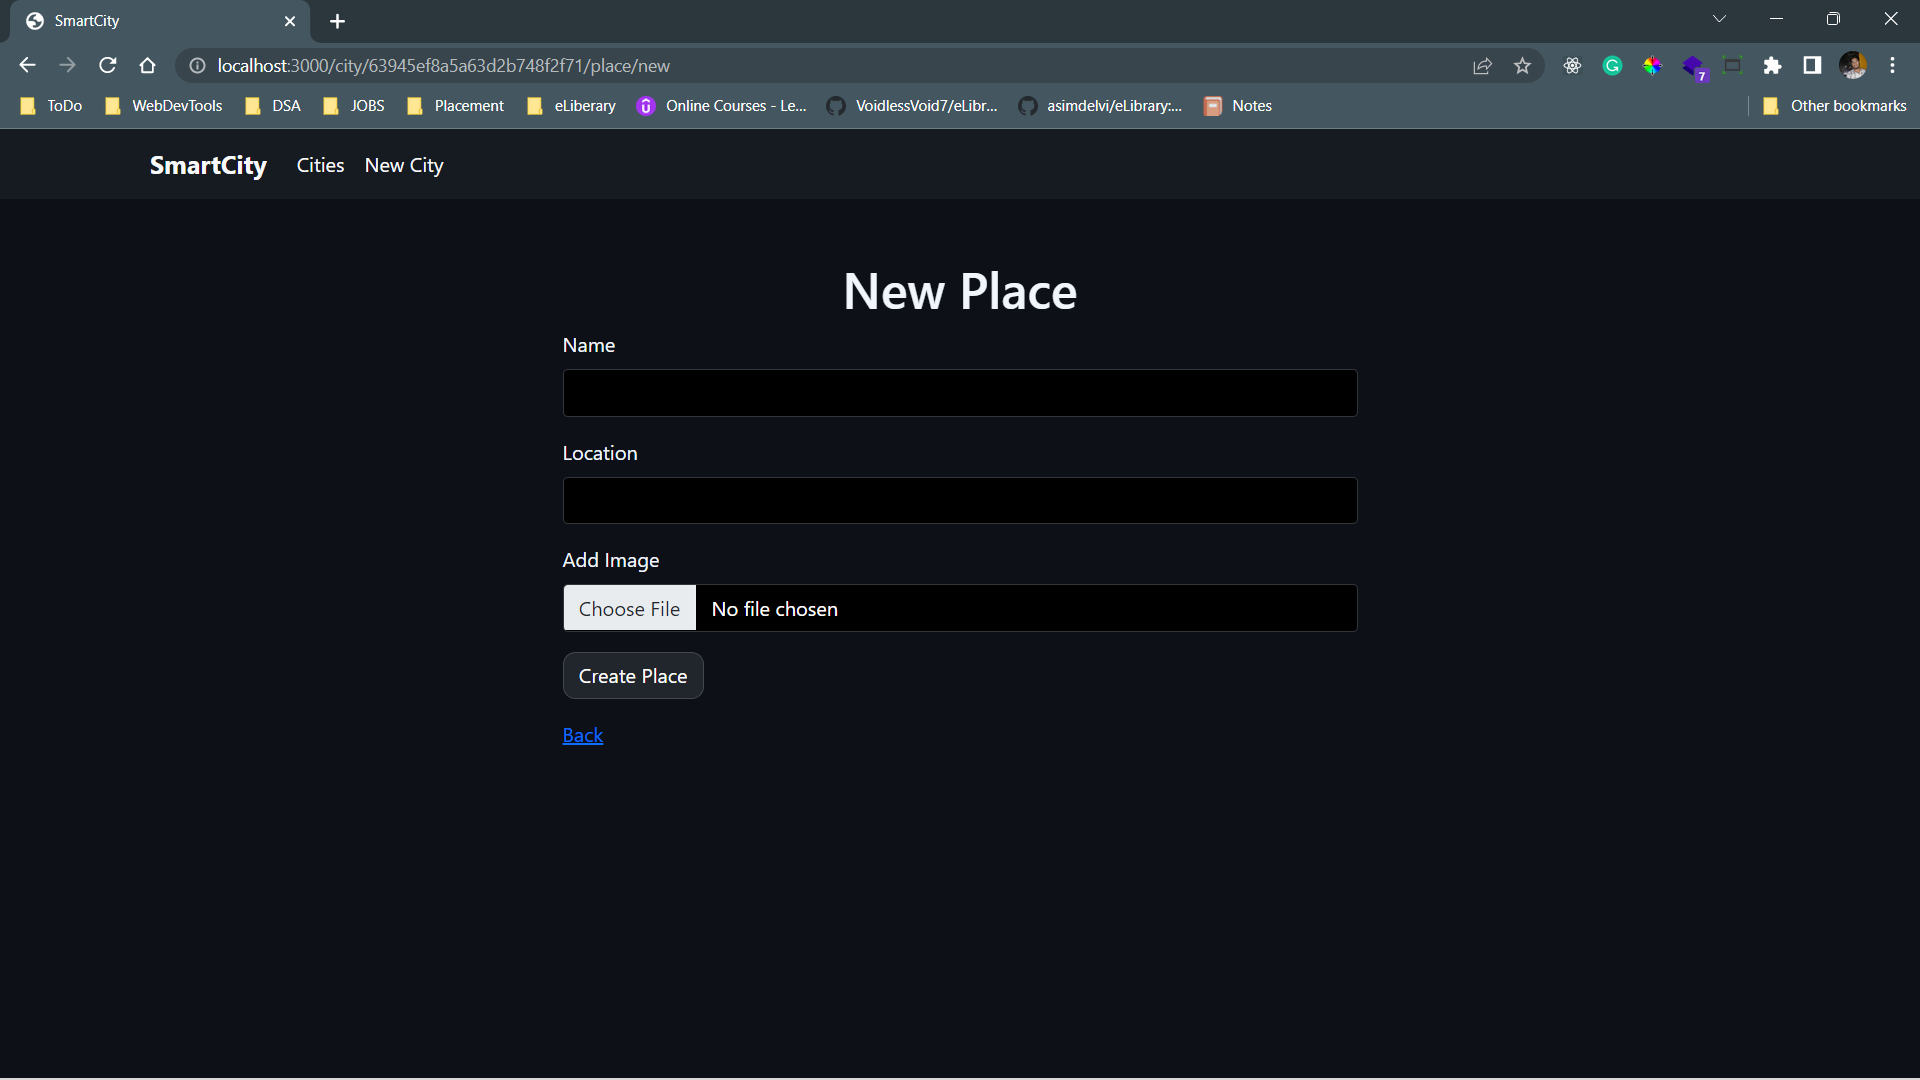 SmartCity
localhost:3000/city/63945ef8a5a63d2b748f2f71/place/new
7
ToDo WebDevTools DSA JOBS Placement eLiberary Online Courses - Le... VoidlessVoid7/eLibr... asimdelvi/eLibrary:... Notes Other bookmarks
SmartCity Cities New City
New Place
Name
Location
Add Image
Choose File No file chosen
Create Place
Back